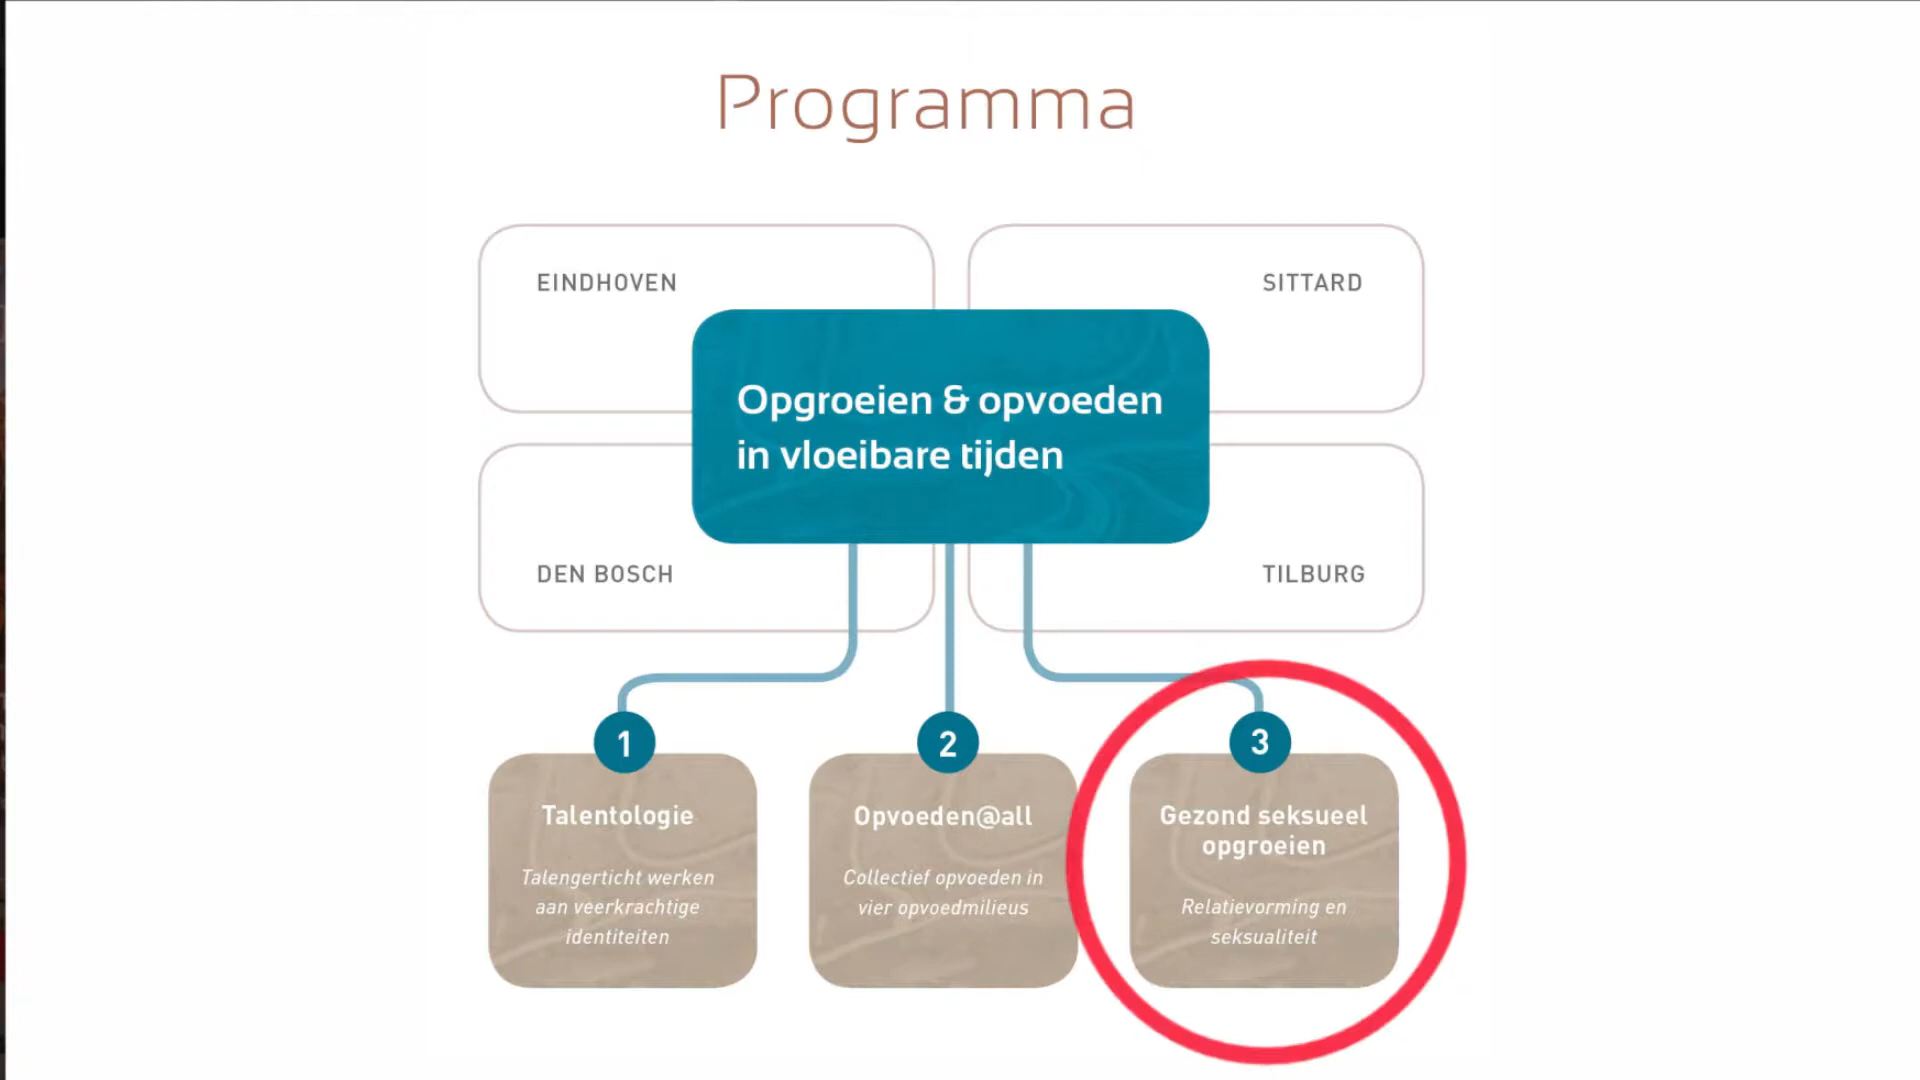 Programma
EINDHOVEN
SITTARD
Opgroeien & opvoeden
in vloeibare tijden
DEN BOSCH
TILBURG
1
Talentologie
Talengerticht werken
aan veerkrachtige
identiteiten
2
Opvoeden@all
Collectief opvoeden in
vier opvoedmilieus
3
Gezond seksueel
opgroeien
Relatievorming en
seksualiteit